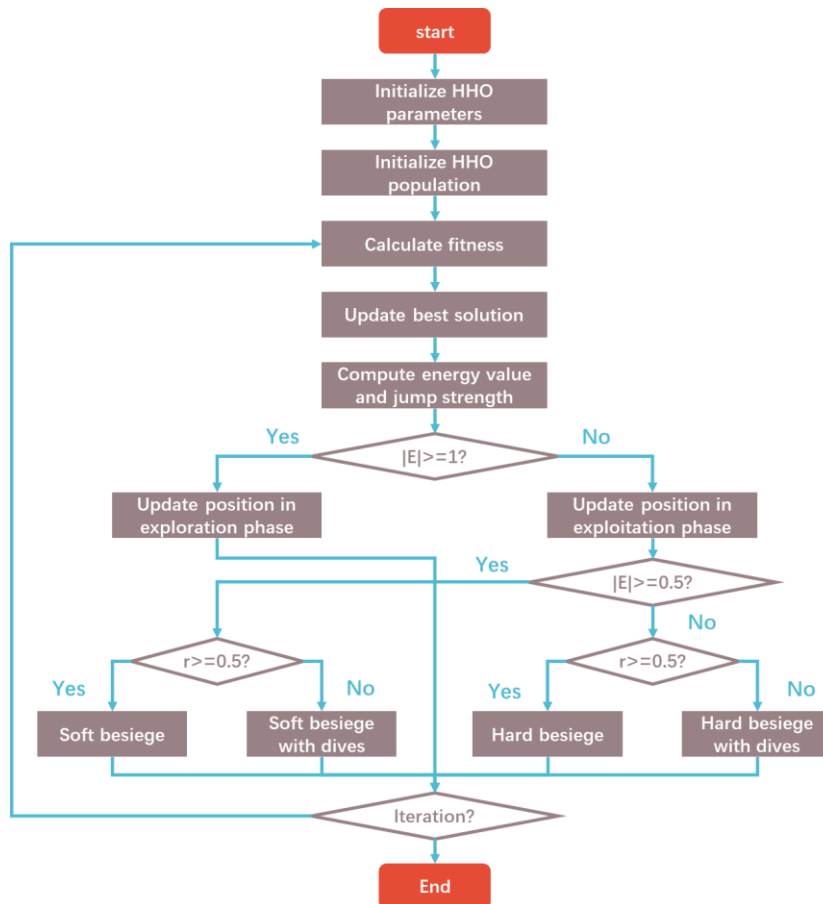 start
Initialize HHO
parameters
Initialize HHO
population
Calculate fitness
Update best solution
Compute energy value
and jump strength
Yes
No
|E|>=1?
Update position in
exploration phase
Update position in
exploitation phase
Yes
|E|>=0.5?
No
r>=0.5?
r>=0.5?
Yes
No
Yes
No
Soft besiege
Soft besiege
with dives
Hard besiege
Hard besiege
with dives
Iteration?
End